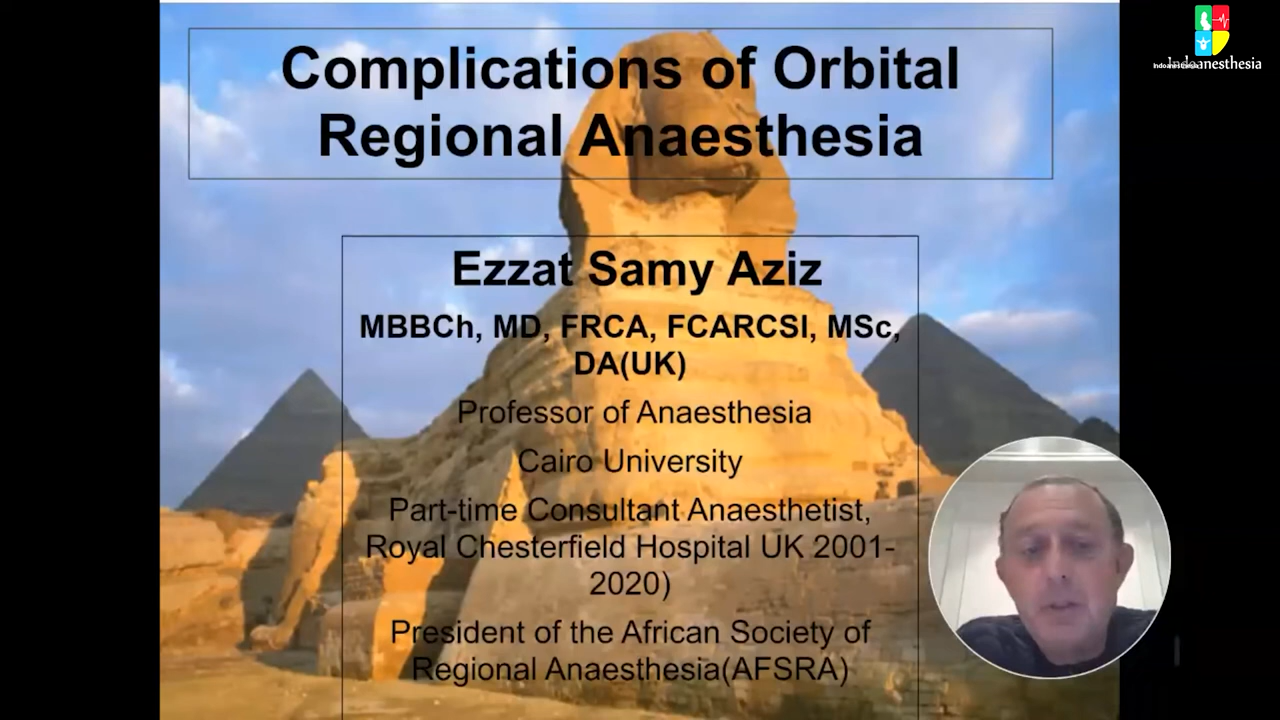 Complications of Orbital
Regional Anaesthesia
Ezzat Samy Aziz
MBBCh, MD, FRCA, FCARCSI, MSc,
DA(UK)
Professor of Anaesthesia
Cairo University
Part-time Consultant Anaesthetist,
Royal Chesterfield Hospital UK 2001-
2020)
President of the African Society of
Regional Anaesthesia(AFSRA)
Indoanesthesia